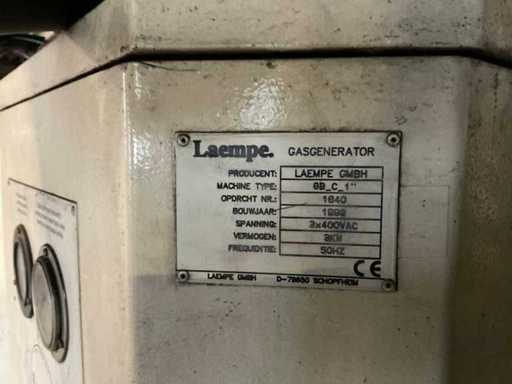 Laempe. GASGENERATOR
PRODUCENT: LAEMPE GMBH
MACHINE TYPE: GB_C_1"
OPDRCHT NR.: 1640
BOUWJAAR:
SPANNING: 3x400VAC
VERMOGEN: 3KW
FREQUENTIE: 50HZ
CE
LAEMPE GMBH D-79650 SCHOPFHEIM